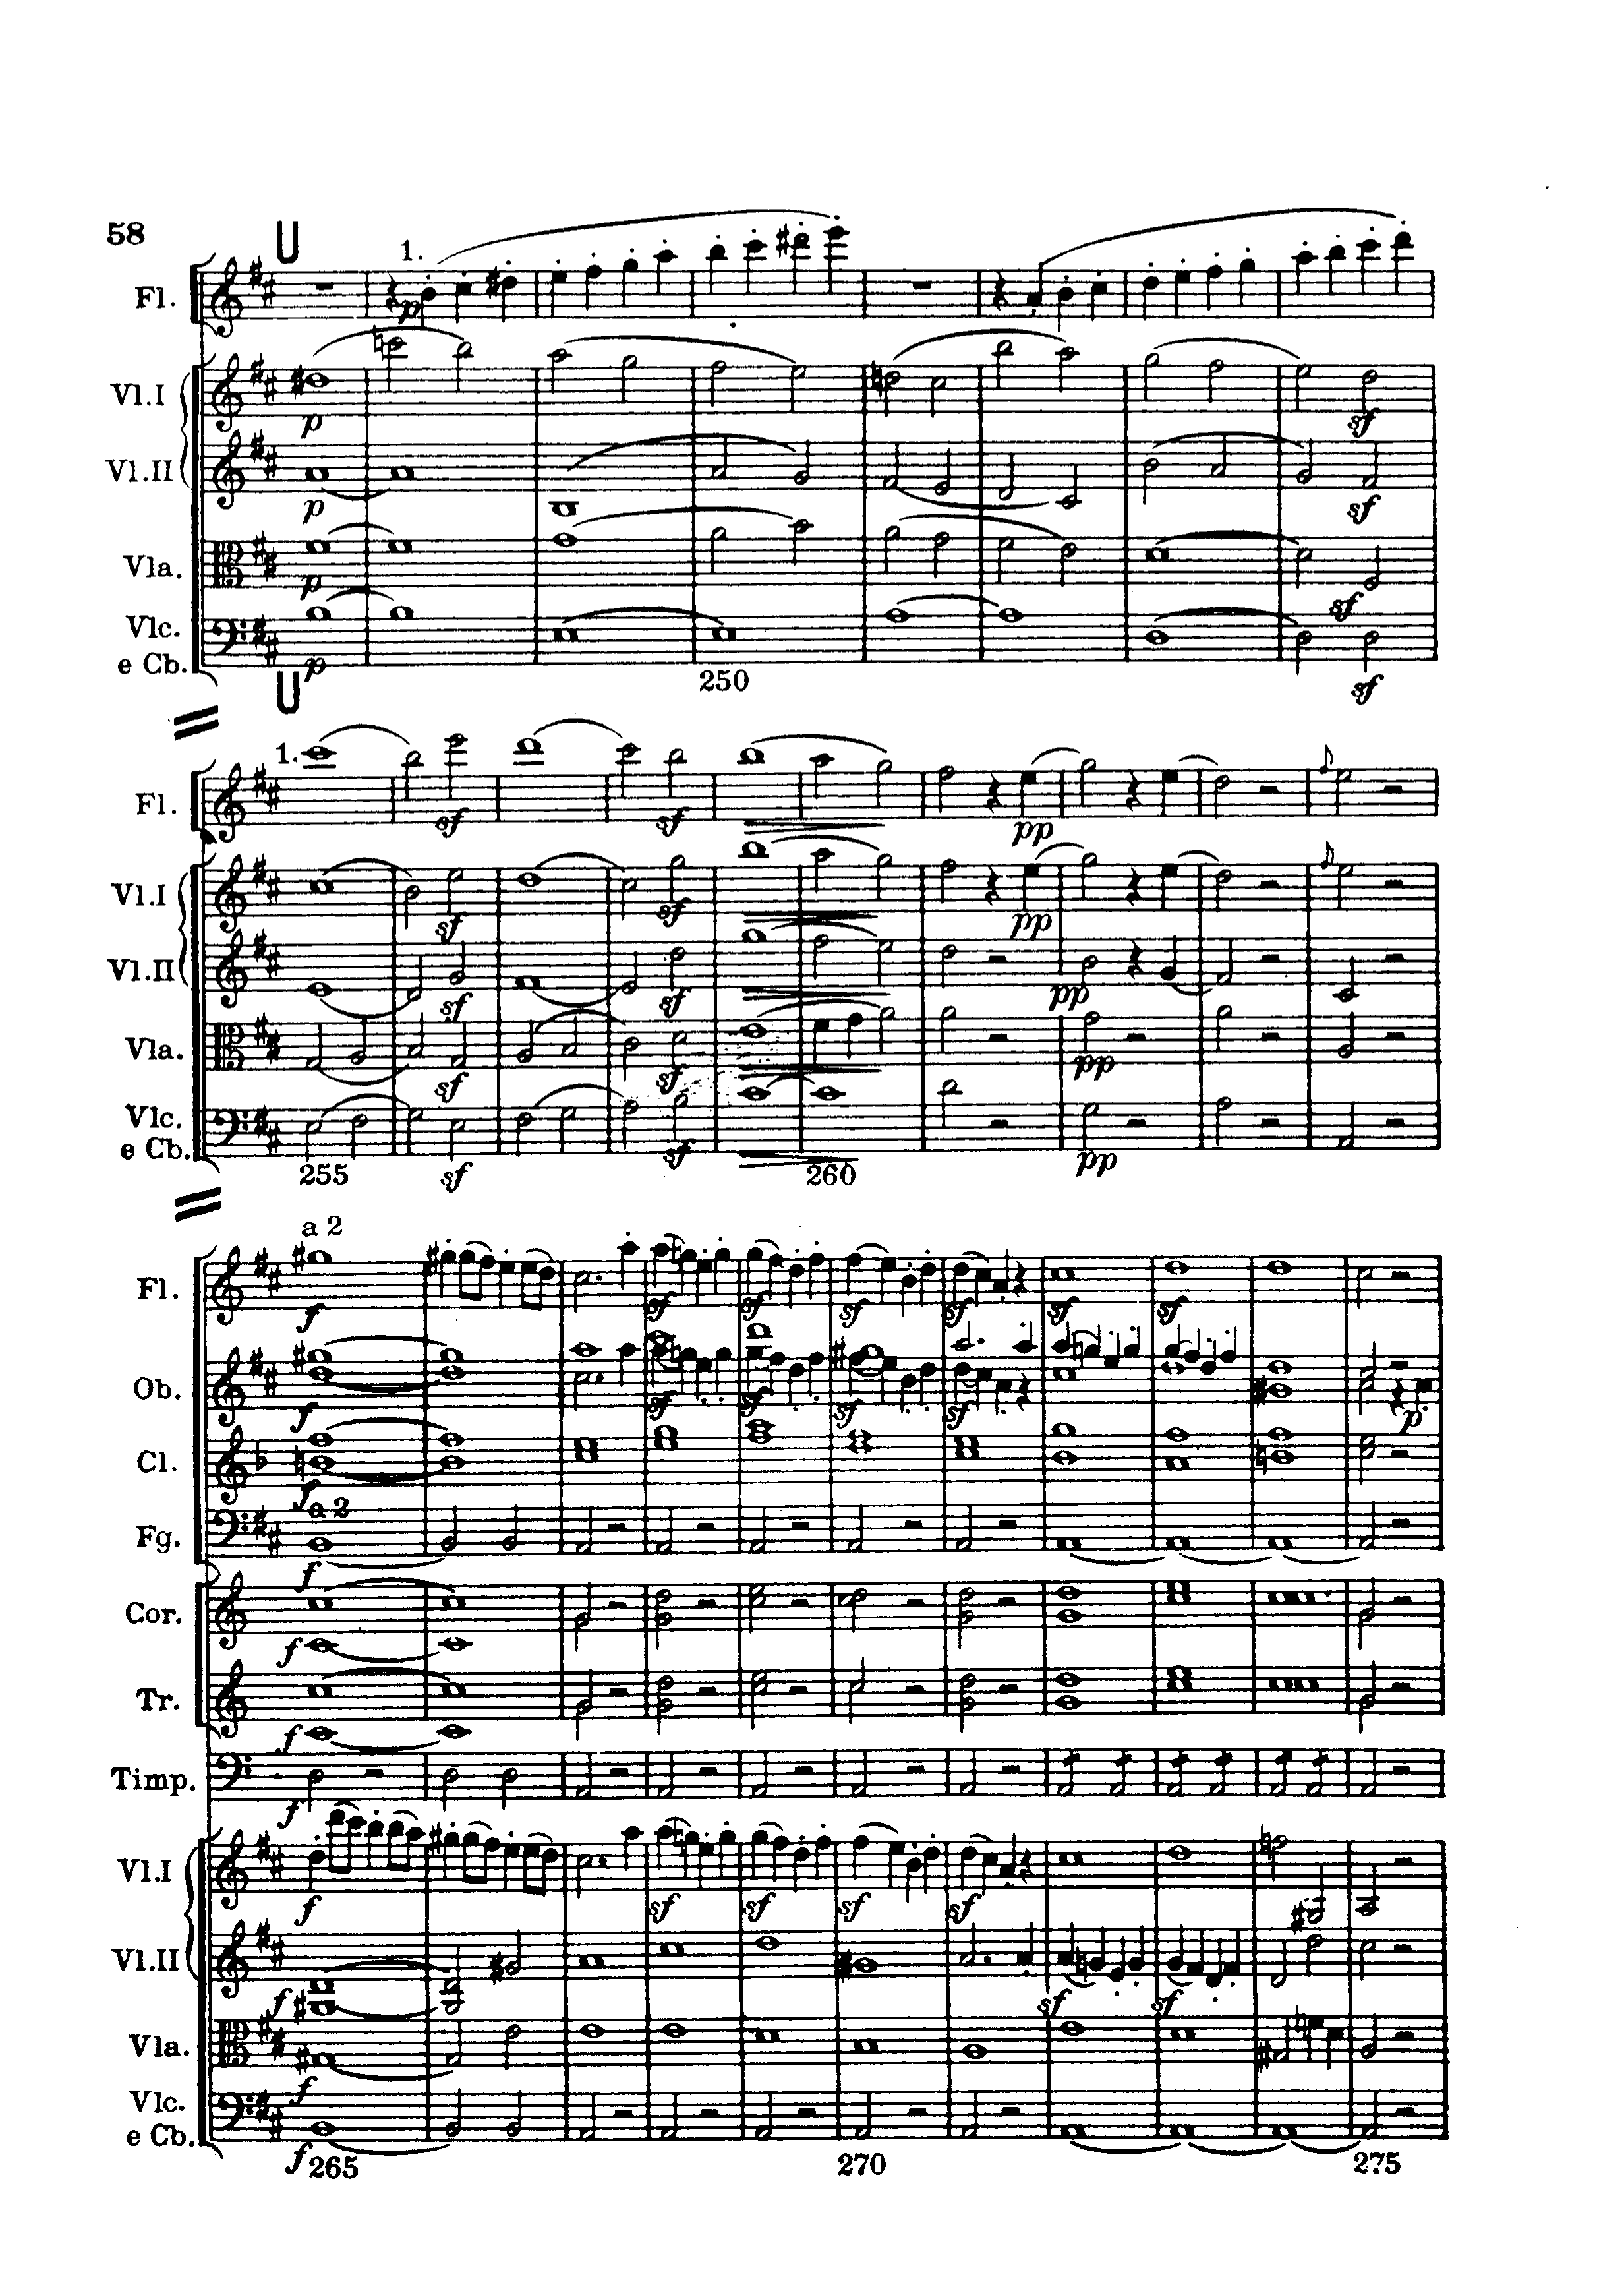 58
U
1.
Fl.
p
Vl.I
p
sf
Vl.II
p
sf
Vla.
p
sf
Vlc.
e Cb.
p
sf
250
U
1.
Fl.
sf
sf
pp
Vl.I
sf
sf
pp
Vl.II
sf
sf
pp
Vla.
sf
sf
pp
Vlc.
e Cb.
sf
sf
pp
255
260
a 2
Fl.
f
sf
sf
sf
sf
sf
sf
Ob.
f
sf
sf
sf
sf
p
Cl.
f
a 2
Fg.
f
Cor.
f
Tr.
f
Timp.
f
Vl.I
f
sf
sf
sf
sf
Vl.II
f
sf
sf
Vla.
f
Vlc.
e Cb.
f
265
270
275